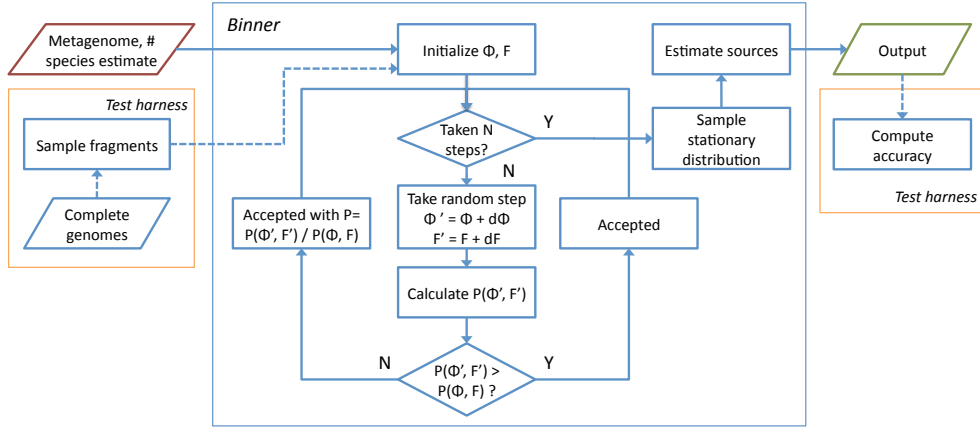 Binner
Metagenome, #
species estimate
Initialize Φ, F
Estimate sources
Output
Test harness
Sample fragments
Complete
genomes
Taken N
steps?
Y
N
Sample
stationary
distribution
Compute
accuracy
Test harness
Accepted with P=
P(Φ’, F’) / P(Φ, F)
Take random step
Φ ’ = Φ + dΦ
F’ = F + dF
Accepted
Calculate P(Φ’, F’)
N
P(Φ’, F’) >
P(Φ, F) ?
Y